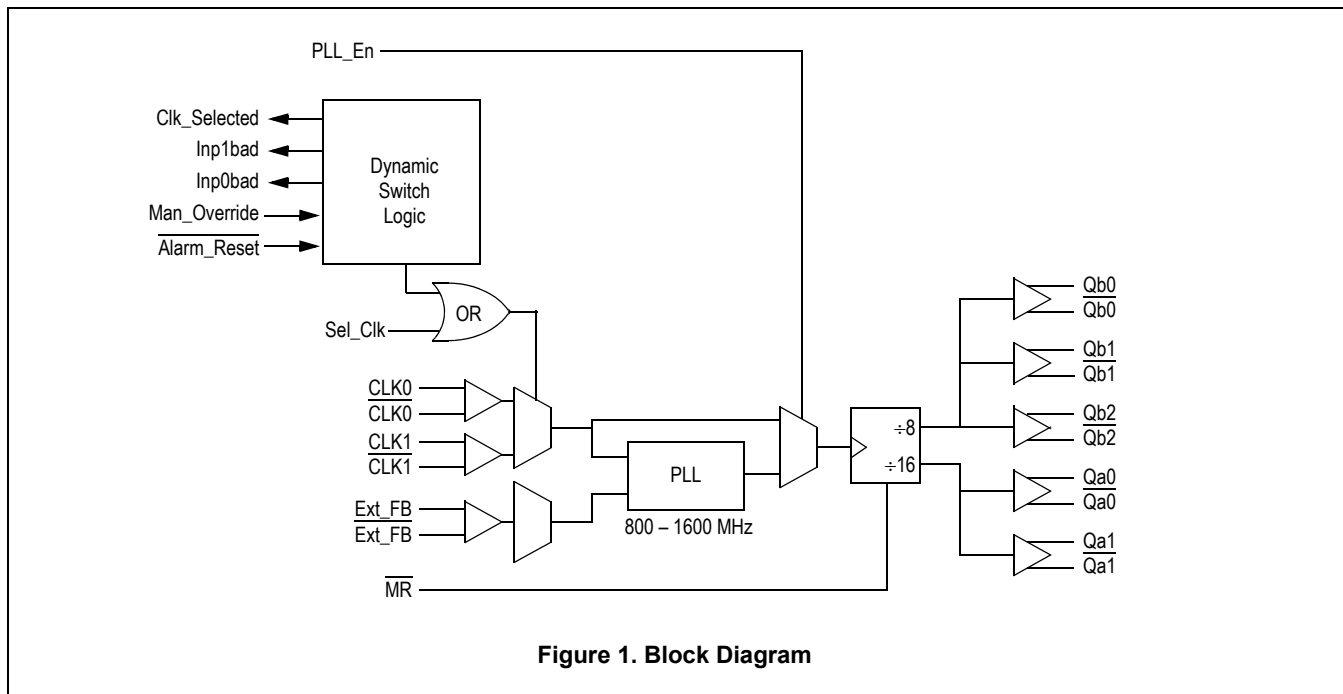 PLL_En
Clk_Selected
Inp1bad
Inp0bad
Man_Override
Alarm_Reset
Dynamic
Switch
Logic
OR
Sel_Clk
CLK0
CLK0
CLK1
CLK1
Ext_FB
Ext_FB
MR
PLL
800 – 1600 MHz
÷8
÷16
Qb0
Qb0
Qb1
Qb1
Qb2
Qb2
Qa0
Qa0
Qa1
Qa1
Figure 1. Block Diagram